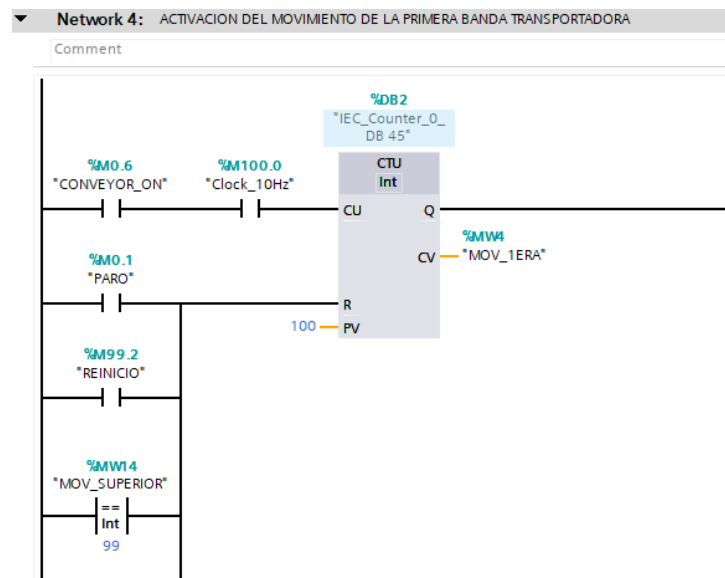 Network 4: ACTIVACION DEL MOVIMIENTO DE LA PRIMERA BANDA TRANSPORTADORA
Comment
%DB2
"IEC_Counter_0_
DB 45"
%M0.6
"CONVEYOR_ON"
%M100.0
"Clock_10Hz"
CTU
Int
CU
Q
%MW4
"MOV_1ERA"
CV
%M0.1
"PARO"
R
100
PV
%M99.2
"REINICIO"
%MW14
"MOV_SUPERIOR"
==
Int
99